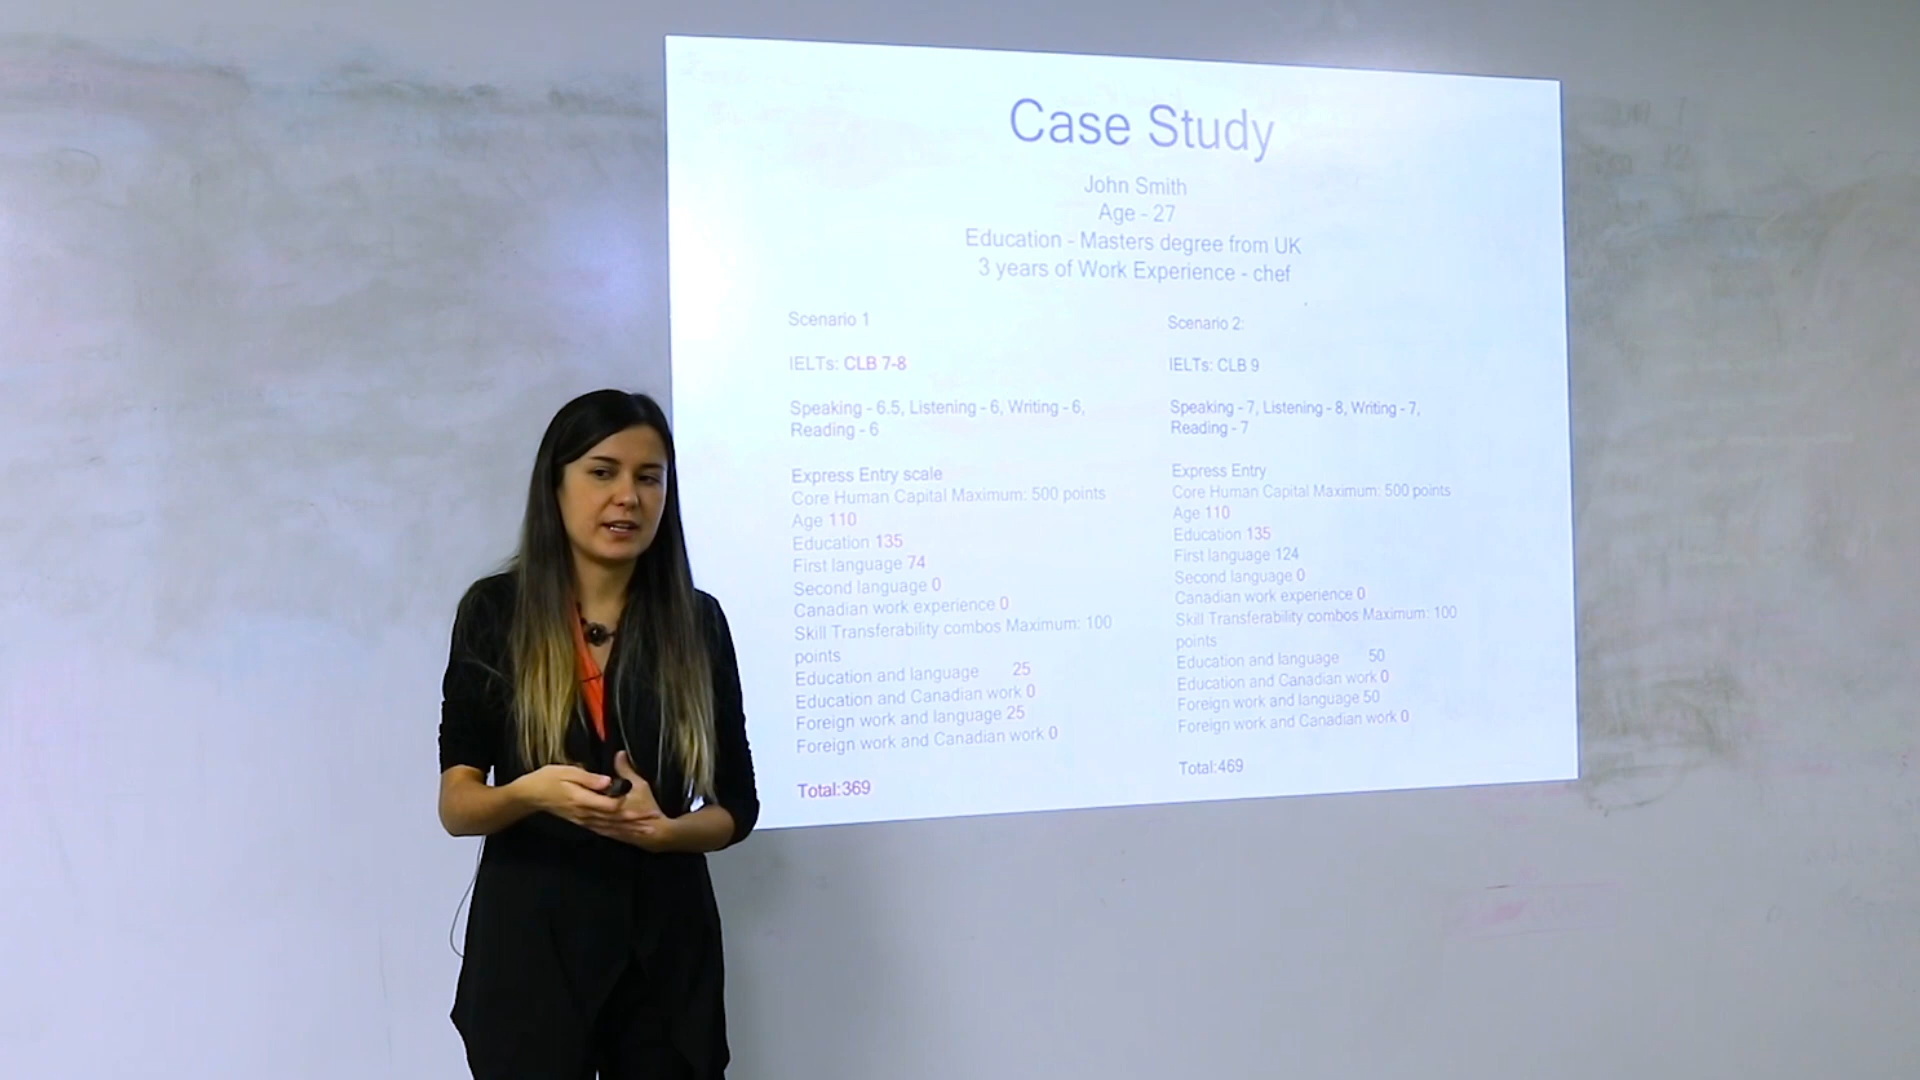 Case Study
John Smith
Age - 27
Education - Masters degree from UK
3 years of Work Experience - chef
Scenario 1
IELTs: CLB 7-8
Speaking - 6.5, Listening - 6, Writing - 6,
Reading - 6
Express Entry scale
Core Human Capital Maximum: 500 points
Age 110
Education 135
First language 74
Second language 0
Canadian work experience 0
Skill Transferability combos Maximum: 100
points
Education and language 25
Education and Canadian work 0
Foreign work and language 25
Foreign work and Canadian work 0
Total:369
Scenario 2:
IELTs: CLB 9
Speaking - 7, Listening - 8, Writing - 7,
Reading - 7
Express Entry
Core Human Capital Maximum: 500 points
Age 110
Education 135
First language 124
Second language 0
Canadian work experience 0
Skill Transferability combos Maximum: 100
points
Education and language 50
Education and Canadian work 0
Foreign work and language 50
Foreign work and Canadian work 0
Total:469